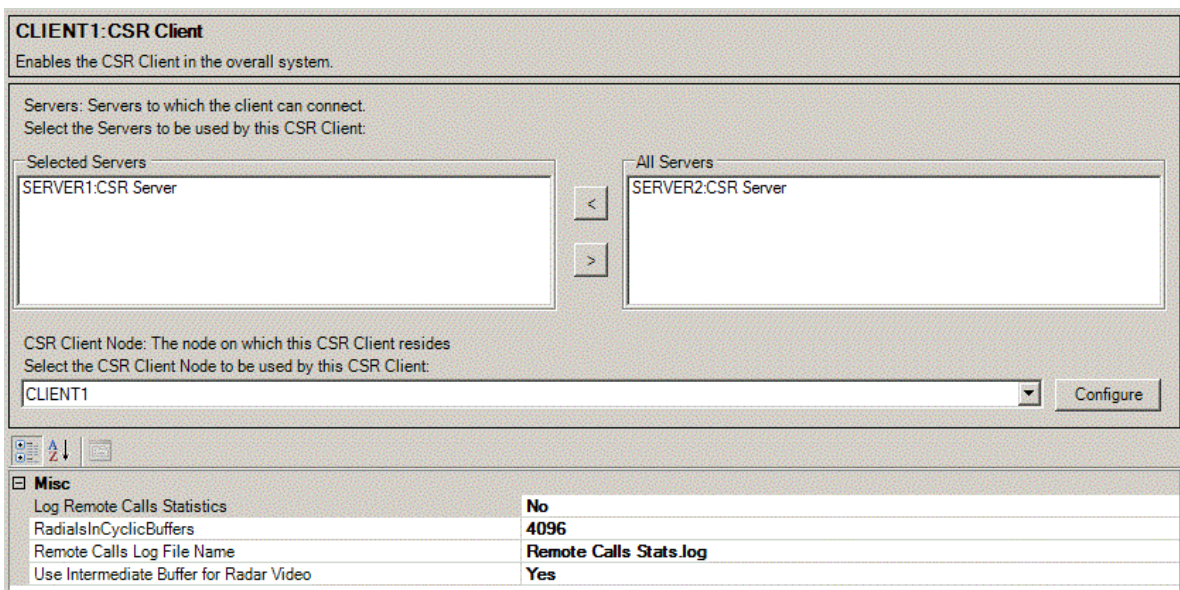 CLIENT1:CSR Client
Enables the CSR Client in the overall system.
Servers: Servers to which the client can connect.
Select the Servers to be used by this CSR Client:
Selected Servers
All Servers
SERVER1:CSR Server
SERVER2:CSR Server
<
>
CSR Client Node: The node on which this CSR Client resides
Select the CSR Client Node to be used by this CSR Client:
CLIENT1
Configure
Misc
Log Remote Calls Statistics No
RadialsInCyclicBuffers 4096
Remote Calls Log File Name Remote Calls Stats.log
Use Intermediate Buffer for Radar Video Yes